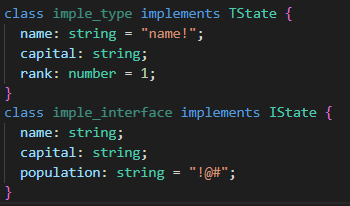 class imple_type implements TState {
  name: string = "name!";
  capital: string;
  rank: number = 1;
}
class imple_interface implements IState {
  name: string;
  capital: string;
  population: string = "!@#";
}